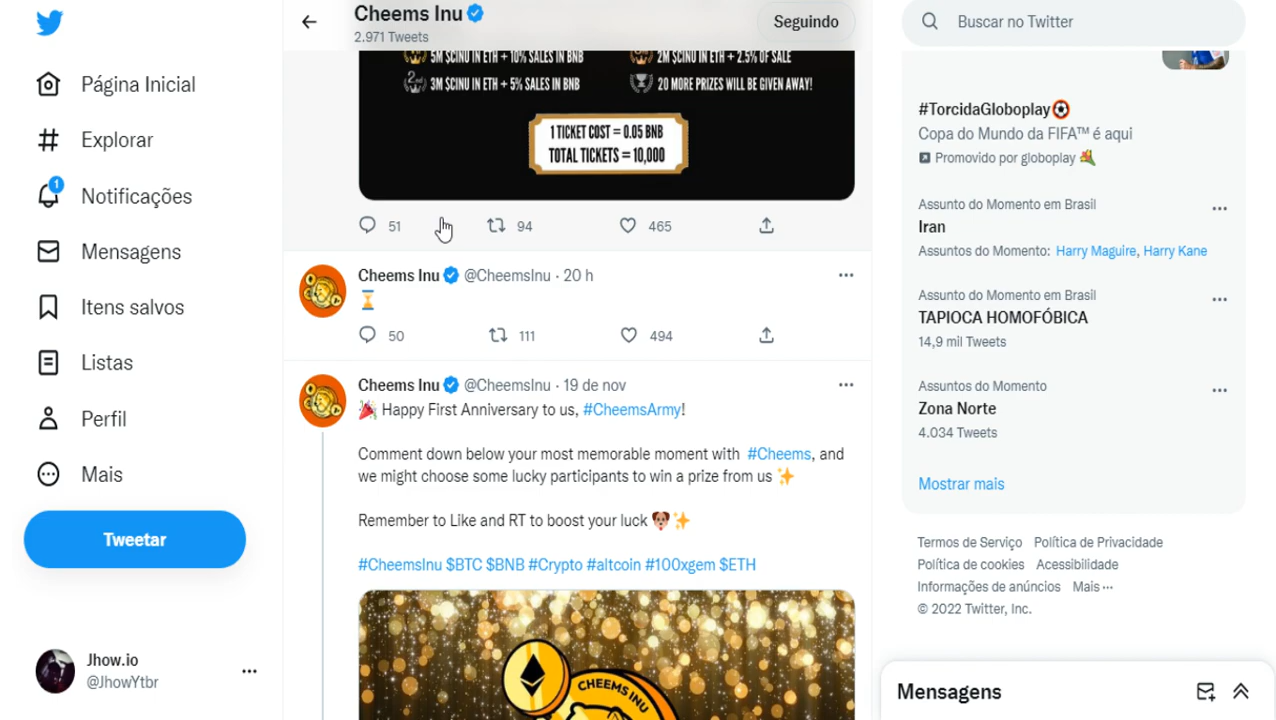 Página Inicial
Explorar
1
Notificações
Mensagens
Itens salvos
Listas
Perfil
Mais
Tweetar
Jhow.io
@JhowYtbr
Cheems Inu
2.971 Tweets
Seguindo
5M $CINU IN ETH + 10% SALES IN BNB
2M $CINU IN ETH + 2.5% OF SALE
2nd
3M $CINU IN ETH + 5% SALES IN BNB
20 MORE PRIZES WILL BE GIVEN AWAY!
1 TICKET COST = 0.05 BNB
TOTAL TICKETS = 10,000
51 94 465
Cheems Inu @CheemsInu · 20 h
⌛
50 111 494
Cheems Inu @CheemsInu · 19 de nov
🎉 Happy First Anniversary to us, #CheemsArmy!
Comment down below your most memorable moment with #Cheems, and
we might choose some lucky participants to win a prize from us ✨
Remember to Like and RT to boost your luck 🐶✨
#CheemsInu $BTC $BNB #Crypto #altcoin #100xgem $ETH
CHEEMS INU
Buscar no Twitter
#TorcidaGloboplay
Copa do Mundo da FIFA™ é aqui
Promovido por globoplay
Assunto do Momento em Brasil
Iran
Assuntos do Momento: Harry Maguire, Harry Kane
Assunto do Momento em Brasil
TAPIOCA HOMOFÓBICA
14,9 mil Tweets
Assuntos do Momento
Zona Norte
4.034 Tweets
Mostrar mais
Termos de Serviço Política de Privacidade
Política de cookies Acessibilidade
Informações de anúncios Mais ···
© 2022 Twitter, Inc.
Mensagens